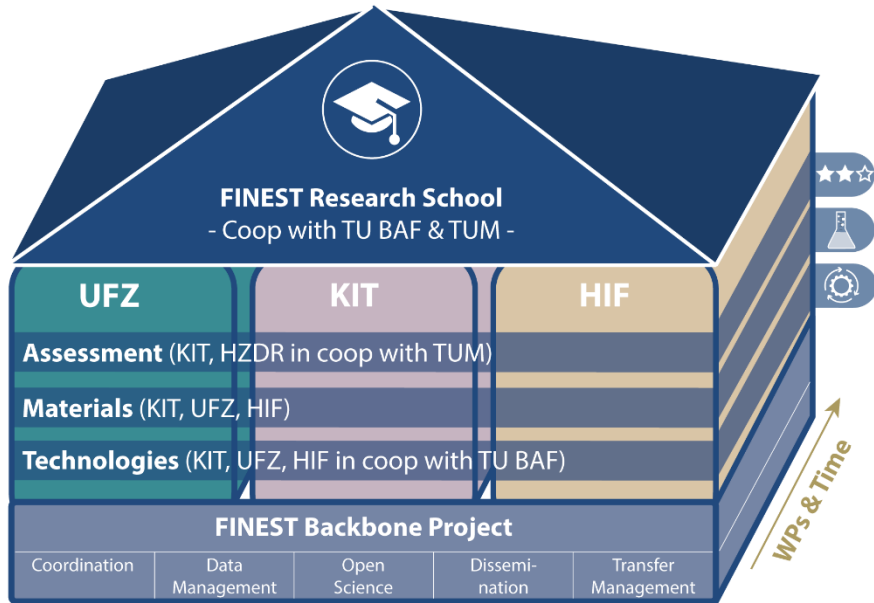 FINEST Research School
- Coop with TU BAF & TUM -
UFZ
KIT
HIF
Assessment (KIT, HZDR in coop with TUM)
Materials (KIT, UFZ, HIF)
Technologies (KIT, UFZ, HIF in coop with TU BAF)
FINEST Backbone Project
Coordination
Data
Management
Open
Science
Dissemi-
nation
Transfer
Management
WPs & Time